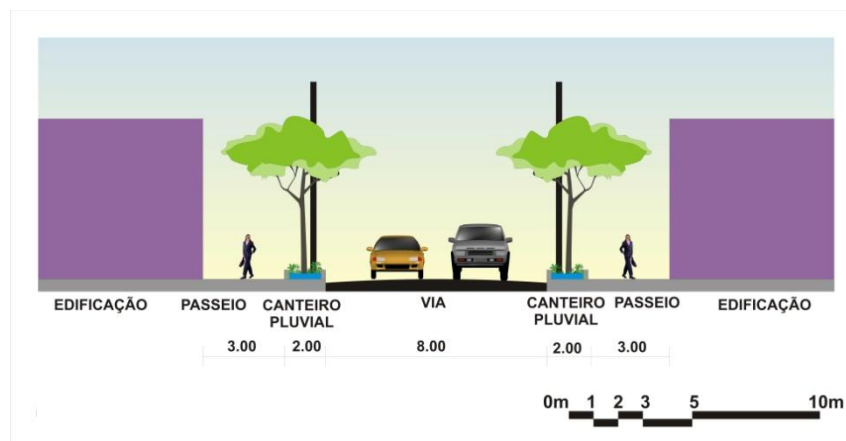 EDIFICAÇÃO PASSEIO CANTEIRO PLUVIAL VIA CANTEIRO PLUVIAL PASSEIO EDIFICAÇÃO
3.00 2.00 8.00 2.00 3.00
0m 1 2 3 5 10m